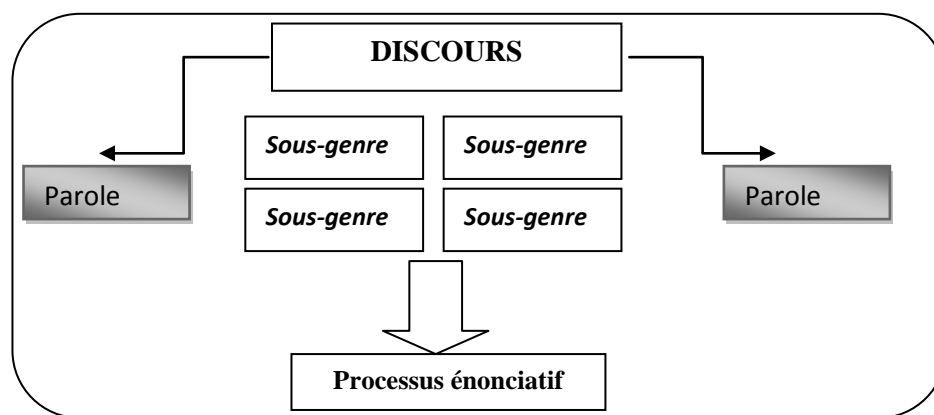 DISCOURS
Sous-genre
Sous-genre
Parole
Parole
Sous-genre
Sous-genre
Processus énonciatif